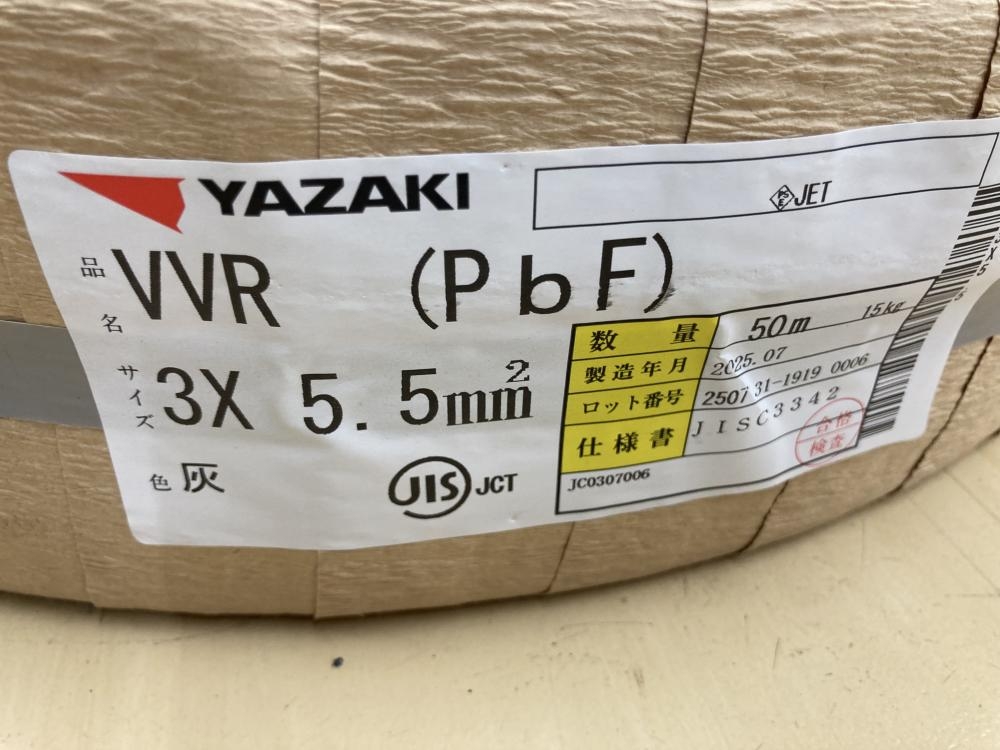 YAZAKI
PSE JET
品名 VVR (PbF)
サイズ 3X 5.5mm²
色 灰
JIS JCT
数量 50m 15kg
製造年月 2025.07
ロット番号 250731-1919 0006
仕様書 JISC3342
JC0307006
合格
検査